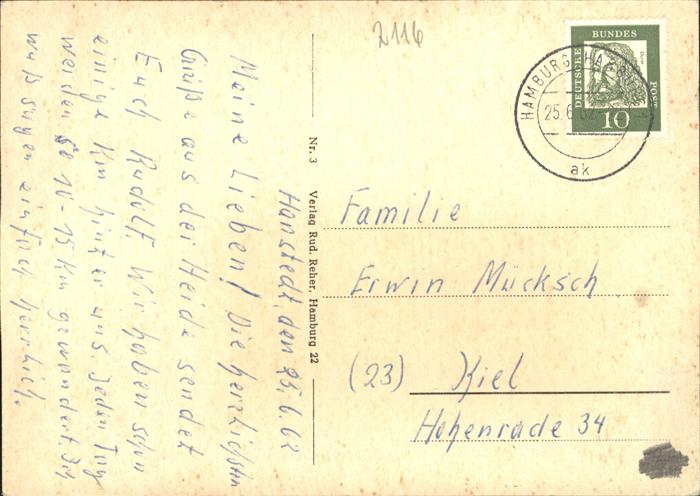 2116
DEUTSCHE
BUNDES
POST
Dürer
10
HAMBURG
25.6.62
ak
Hanstedt, den 25.6.62
Meine Lieben! Die herzlichsten
Grüße aus der Heide sendet
Euch Rudolf. Wir haben schon
einige km hinter uns. Jeden Tag
werden 10-15 km gewandert. Ich
muß sagen einfach herrlich.
Nr. 3 Verlag Rud. Reher, Hamburg 22
Familie
Erwin Mücksch
(23) Kiel
Hohenrade 34